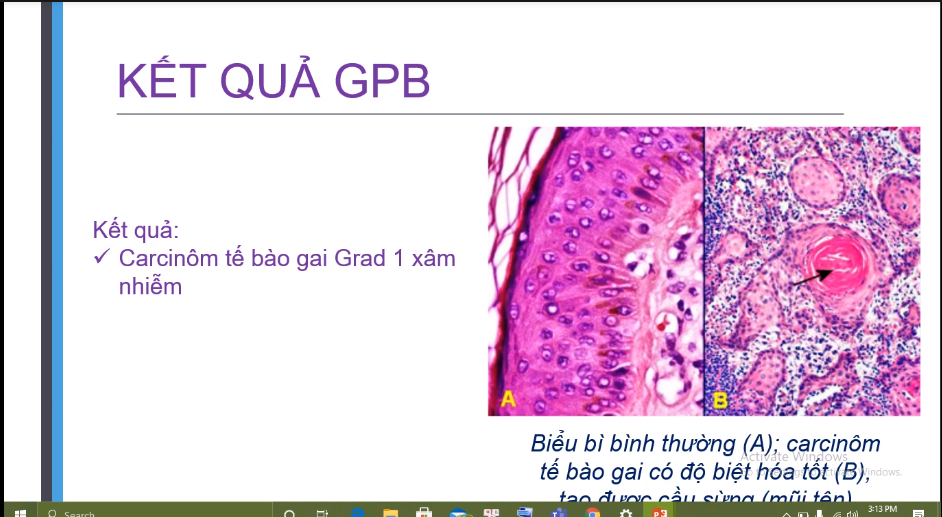 KẾT QUẢ GPB
Kết quả:
✓ Carcinôm tế bào gai Grad 1 xâm
nhiễm
A
B
Biểu bì bình thường (A); carcinôm
Activate Windows
tế bào gai có độ biệt hóa tốt (B),
tạo được cầu sừng (mũi tên)
Search
3:13 PM